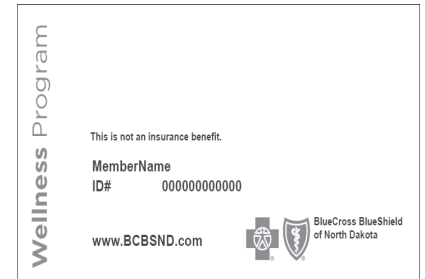 Wellness Program
This is not an insurance benefit.
MemberName
ID# 000000000000
www.BCBSND.com
BlueCross BlueShield
of North Dakota